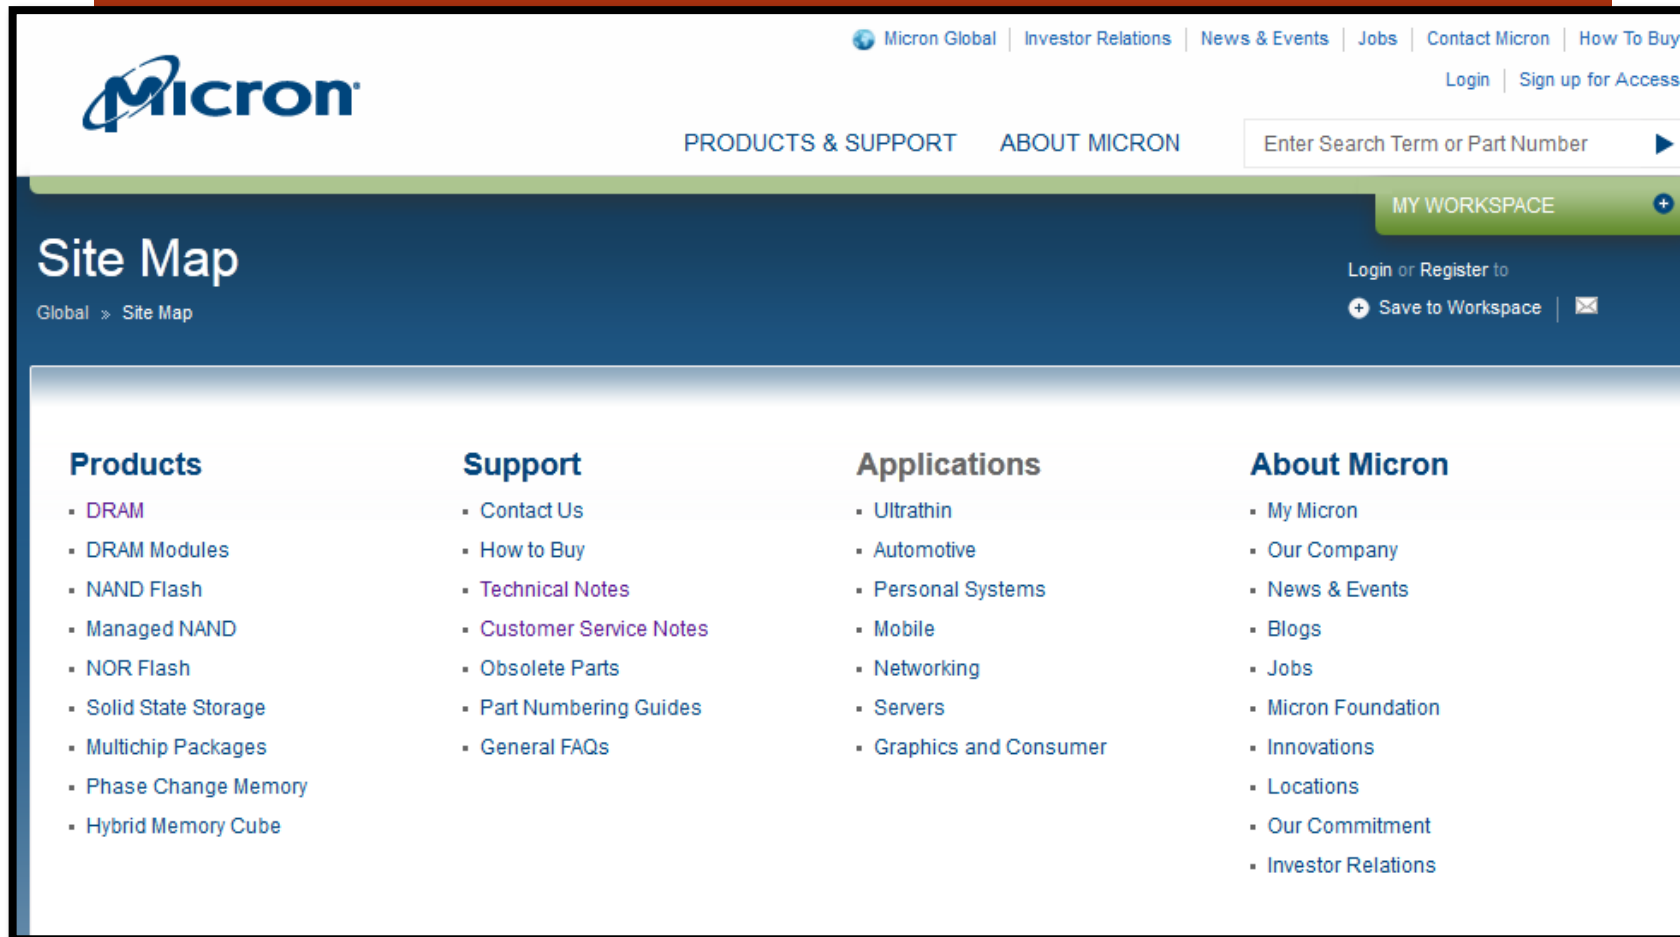 Micron Global | Investor Relations | News & Events | Jobs | Contact Micron | How To Buy
Login | Sign up for Access
Micron
PRODUCTS & SUPPORT ABOUT MICRON Enter Search Term or Part Number
MY WORKSPACE
Site Map
Login or Register to
Global » Site Map
Save to Workspace
Products
DRAM
DRAM Modules
NAND Flash
Managed NAND
NOR Flash
Solid State Storage
Multichip Packages
Phase Change Memory
Hybrid Memory Cube
Support
Contact Us
How to Buy
Technical Notes
Customer Service Notes
Obsolete Parts
Part Numbering Guides
General FAQs
Applications
Ultrathin
Automotive
Personal Systems
Mobile
Networking
Servers
Graphics and Consumer
About Micron
My Micron
Our Company
News & Events
Blogs
Jobs
Micron Foundation
Innovations
Locations
Our Commitment
Investor Relations